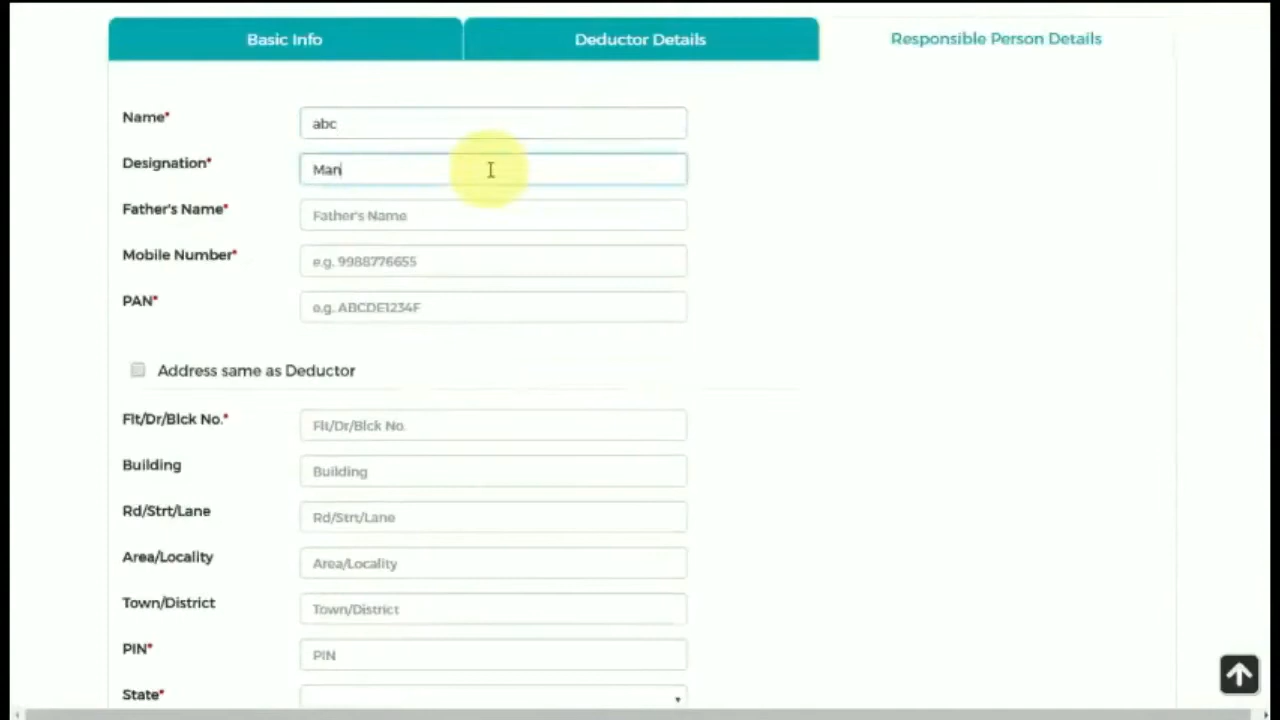 Basic Info Deductor Details Responsible Person Details
Name* abc
Designation* Man
Father's Name* Father's Name
Mobile Number* e.g. 9988776655
PAN* e.g. ABCDE1234F
Address same as Deductor
Flt/Dr/Blck No.* Flt/Dr/Blck No.
Building Building
Rd/Strt/Lane Rd/Strt/Lane
Area/Locality Area/Locality
Town/District Town/District
PIN* PIN
State*